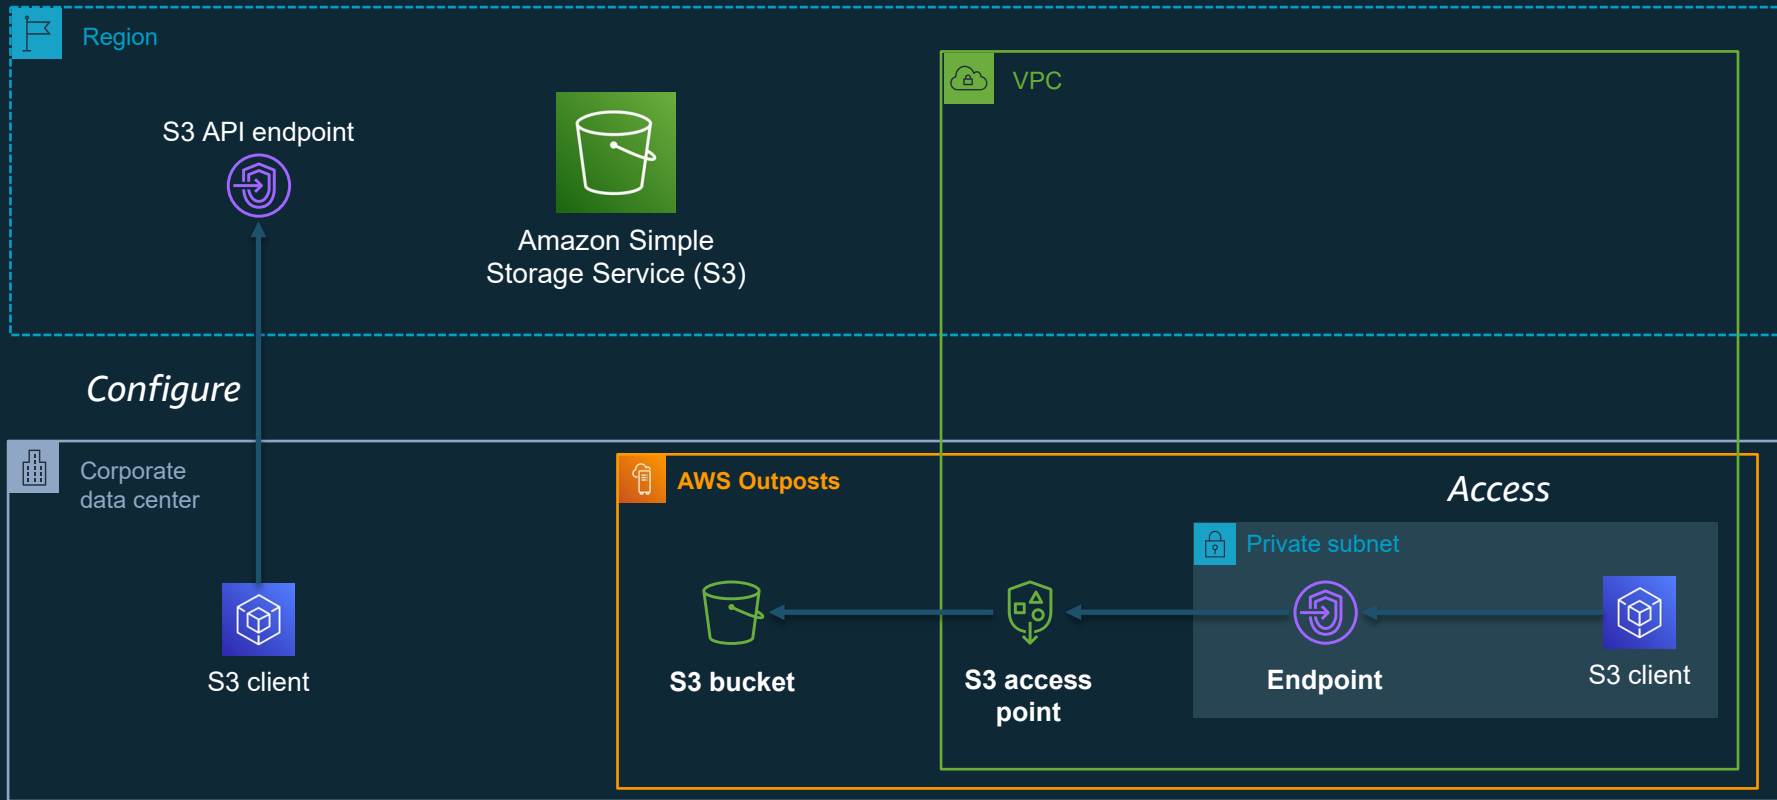 Region
VPC
S3 API endpoint
Amazon Simple
Storage Service (S3)
Configure
Corporate
data center
AWS Outposts
Access
Private subnet
S3 client
S3 bucket
S3 access
point
Endpoint
S3 client